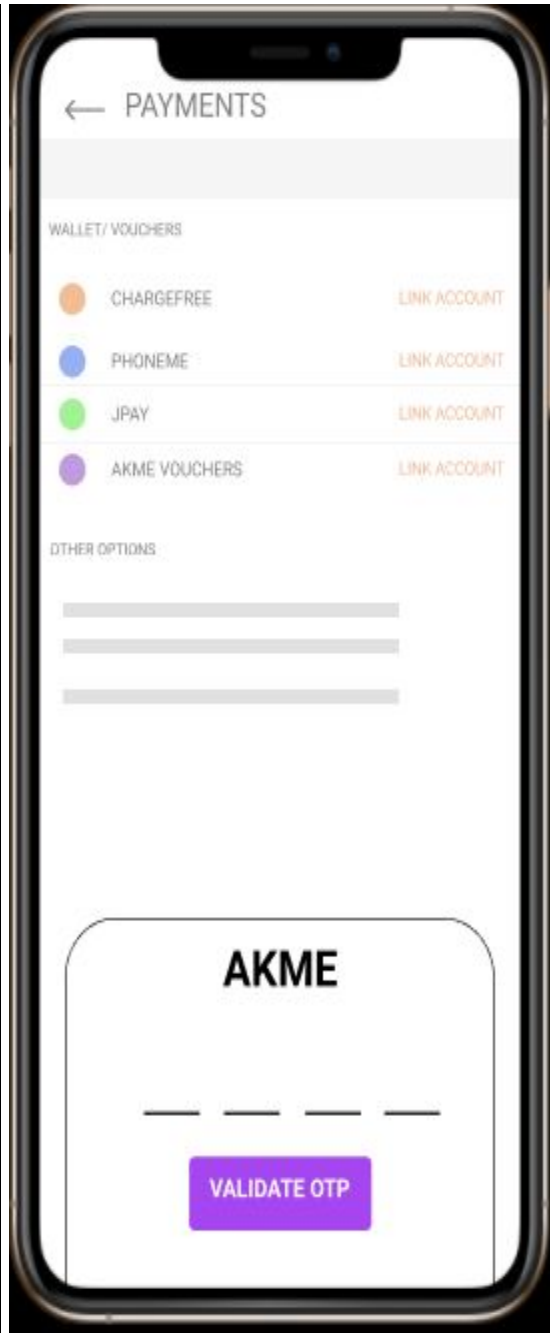 ← PAYMENTS
WALLET/ VOUCHERS
CHARGEFREE LINK ACCOUNT
PHONEME LINK ACCOUNT
JPAY LINK ACCOUNT
AKME VOUCHERS LINK ACCOUNT
OTHER OPTIONS
AKME
VALIDATE OTP